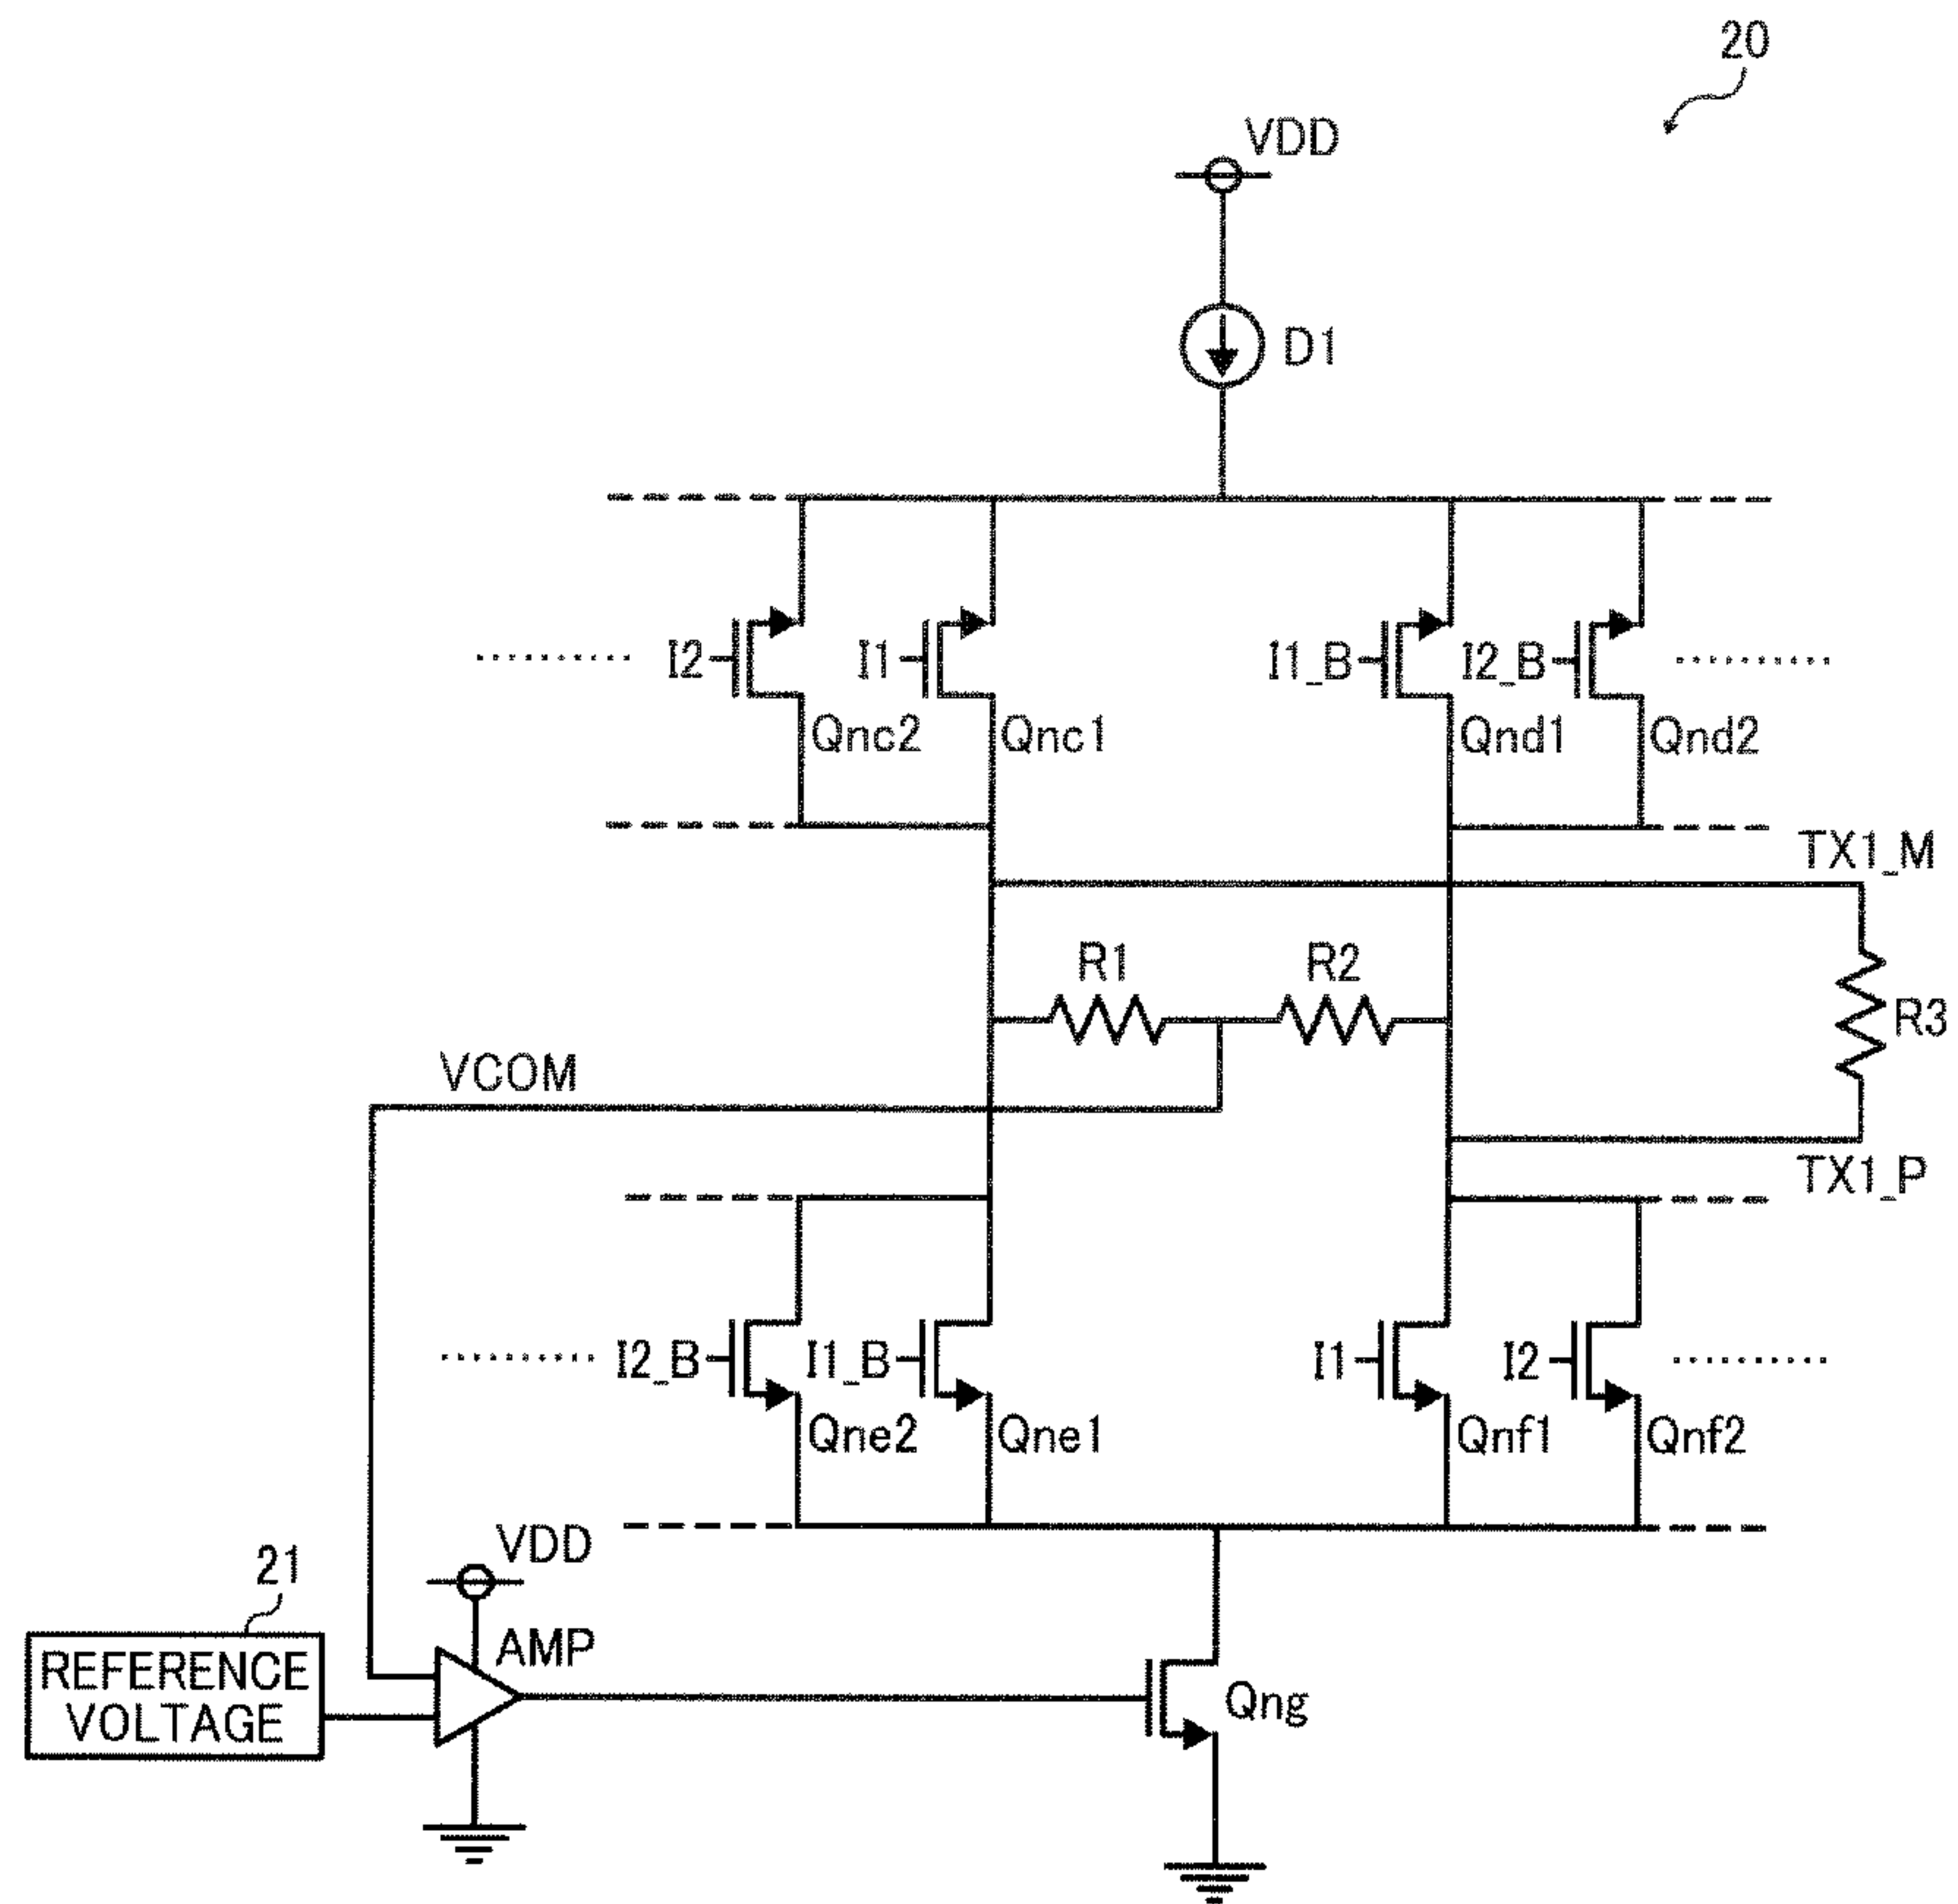 20
VDD
D1
I2
I1
I1_B
I2_B
Qnc2
Qnc1
Qnd1
Qnd2
TX1_M
R1
R2
R3
VCOM
TX1_P
I2_B
I1_B
I1
I2
Qne2
Qne1
Qnf1
Qnf2
VDD
21
AMP
REFERENCE
VOLTAGE
Qng